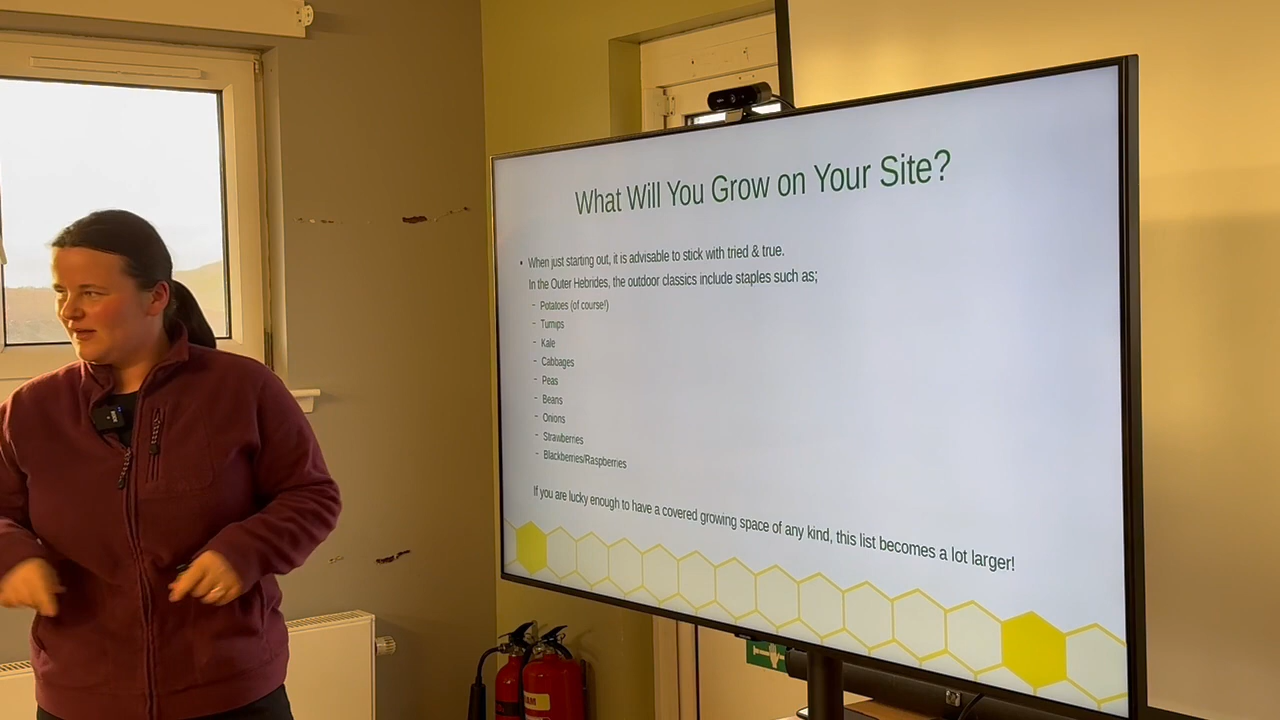 What Will You Grow on Your Site?
• When just starting out, it is advisable to stick with tried & true.
In the Outer Hebrides, the outdoor classics include staples such as;
- Potatoes (of course!)
- Turnips
- Kale
- Cabbages
- Peas
- Beans
- Onions
- Strawberries
- Blackberries/Raspberries
If you are lucky enough to have a covered growing space of any kind, this list becomes a lot larger!